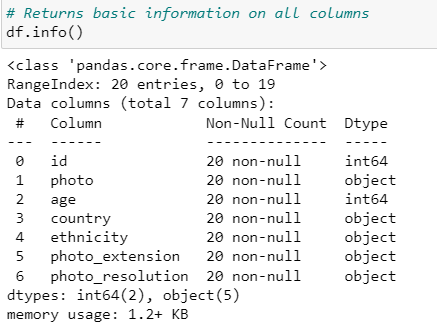 # Returns basic information on all columns
df.info()
<class 'pandas.core.frame.DataFrame'>
RangeIndex: 20 entries, 0 to 19
Data columns (total 7 columns):
 #   Column            Non-Null Count  Dtype
---  ------            --------------  -----
 0   id                20 non-null     int64
 1   photo             20 non-null     object
 2   age               20 non-null     int64
 3   country           20 non-null     object
 4   ethnicity         20 non-null     object
 5   photo_extension   20 non-null     object
 6   photo_resolution  20 non-null     object
dtypes: int64(2), object(5)
memory usage: 1.2+ KB